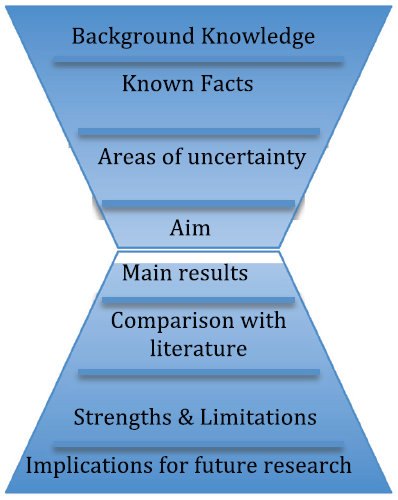 Background Knowledge
Known Facts
Areas of uncertainty
Aim
Main results
Comparison with
literature
Strengths & Limitations
Implications for future research